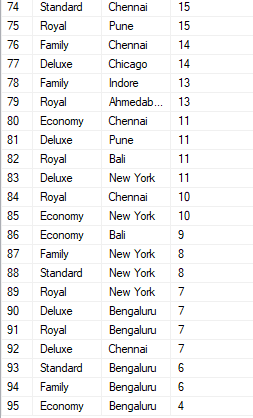 74 Standard Chennai 15
75 Royal Pune 15
76 Family Chennai 14
77 Deluxe Chicago 14
78 Family Indore 13
79 Royal Ahmedab... 13
80 Economy Chennai 11
81 Deluxe Pune 11
82 Royal Bali 11
83 Deluxe New York 11
84 Royal Chennai 10
85 Economy New York 10
86 Economy Bali 9
87 Family New York 8
88 Standard New York 8
89 Royal New York 7
90 Deluxe Bengaluru 7
91 Royal Bengaluru 7
92 Deluxe Chennai 7
93 Standard Bengaluru 6
94 Family Bengaluru 6
95 Economy Bengaluru 4